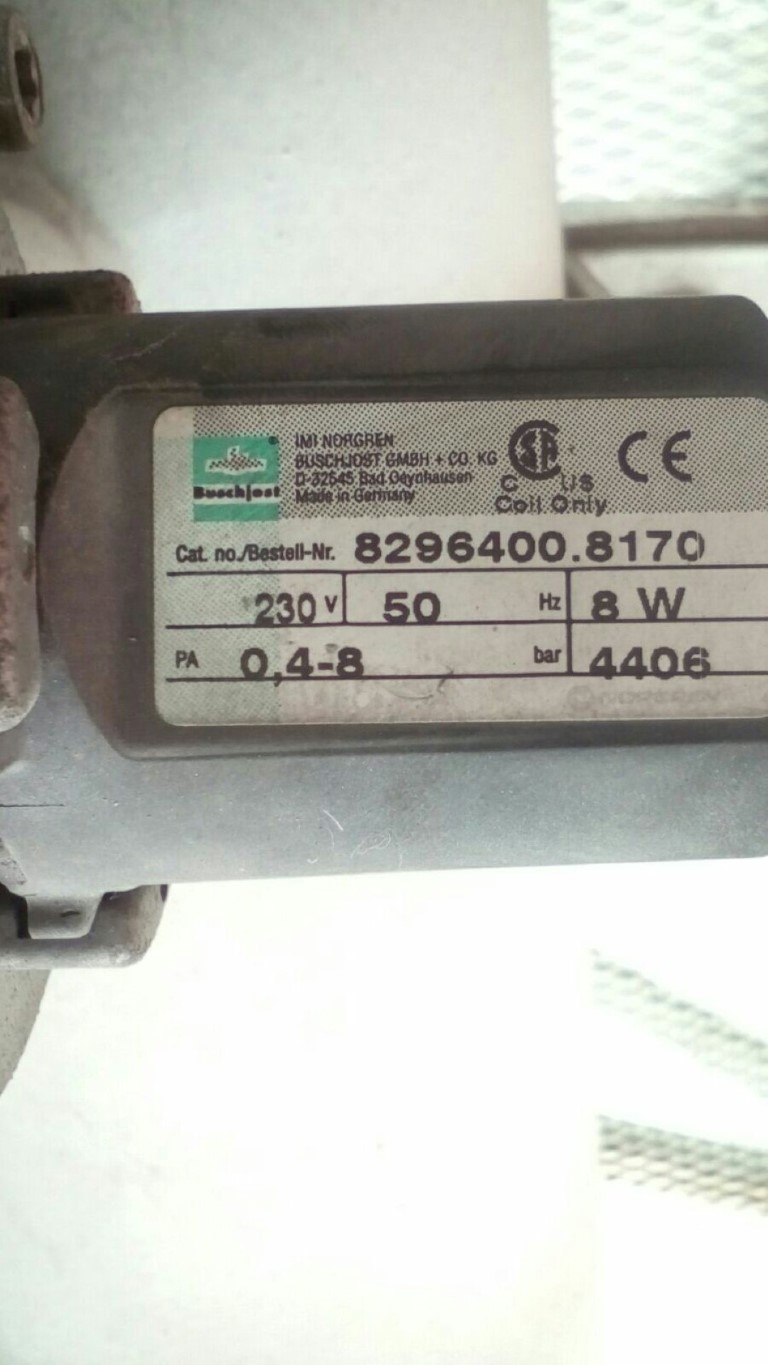 Buschjost
IMI NORGREN
BUSCHJOST GMBH + CO. KG
D-32545 Bad Oeynhausen
Made in Germany
C US
Coil Only
CE
Cat. no./Bestell-Nr. 8296400.8170
230 V 50 Hz 8 W
PA 0,4-8 bar 4406
NORGREN